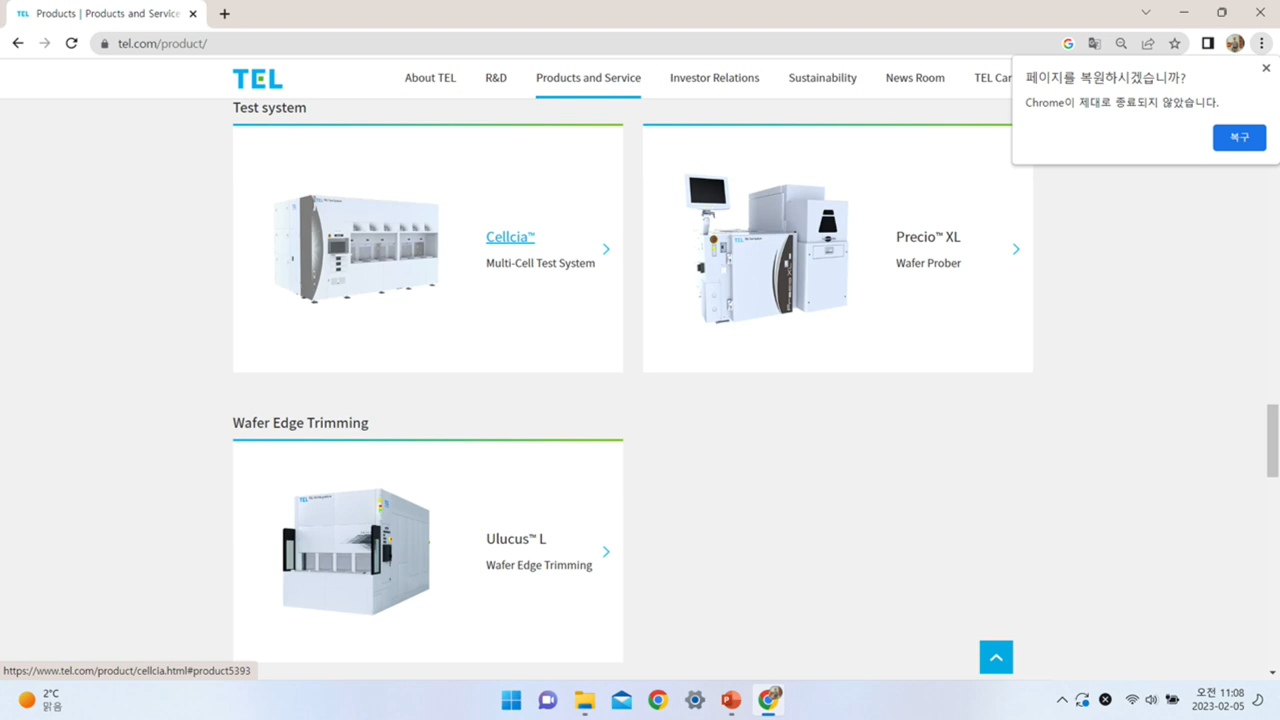 TEL Products | Products and Service
tel.com/product/
TEL
About TEL R&D Products and Service Investor Relations Sustainability News Room TEL Car
페이지를 복원하시겠습니까?
Chrome이 제대로 종료되지 않았습니다.
복구
Test system
Cellcia™
Multi-Cell Test System
Precio™ XL
Wafer Prober
Wafer Edge Trimming
Ulucus™ L
Wafer Edge Trimming
https://www.tel.com/product/cellcia.html#product5393
2°C
맑음
오전 11:08
2023-02-05